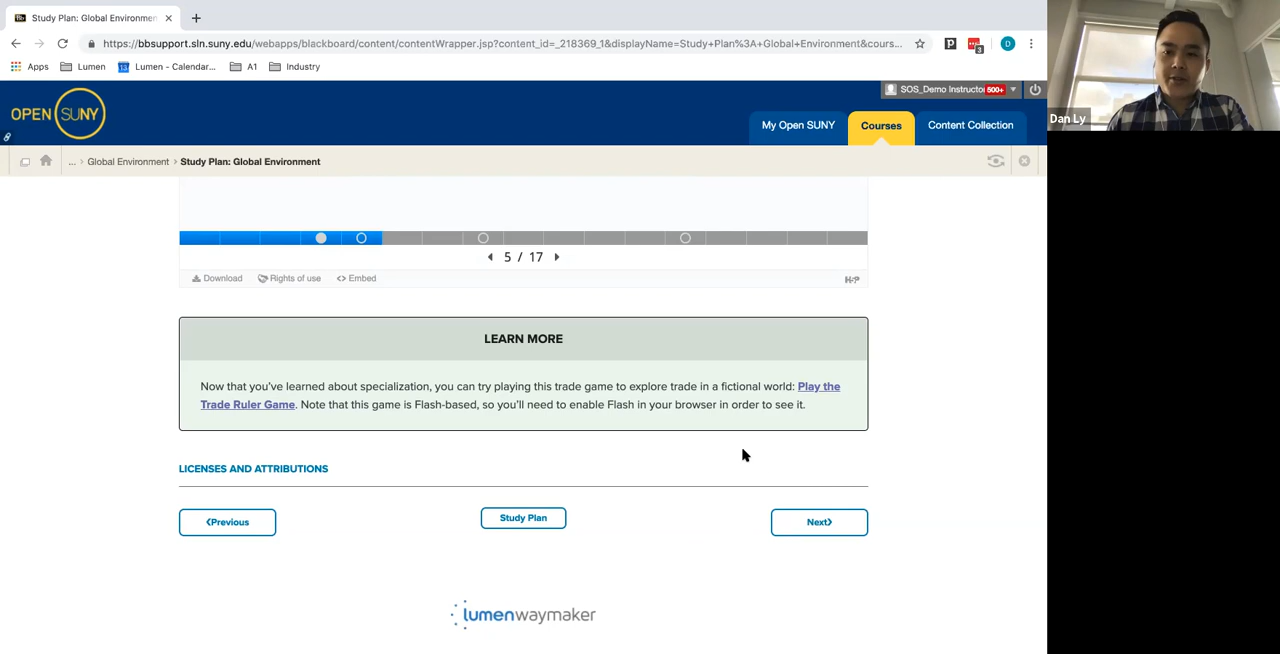 Study Plan: Global Environmen
https://bbsupport.sln.suny.edu/webapps/blackboard/content/contentWrapper.jsp?content_id=_218369_1&displayName=Study+Plan%3A+Global+Environment&cours...
P
3
D
Apps
Lumen
13
Lumen - Calendar...
A1
Industry
OPEN SUNY
SOS_Demo Instructor
500+
My Open SUNY
Courses
Content Collection
... > Global Environment > Study Plan: Global Environment
Dan Ly
5 / 17
Download
Rights of use
<> Embed
H-P
LEARN MORE
Now that you've learned about specialization, you can try playing this trade game to explore trade in a fictional world: Play the
Trade Ruler Game. Note that this game is Flash-based, so you'll need to enable Flash in your browser in order to see it.
LICENSES AND ATTRIBUTIONS
Previous
Study Plan
Next
lumenwaymaker